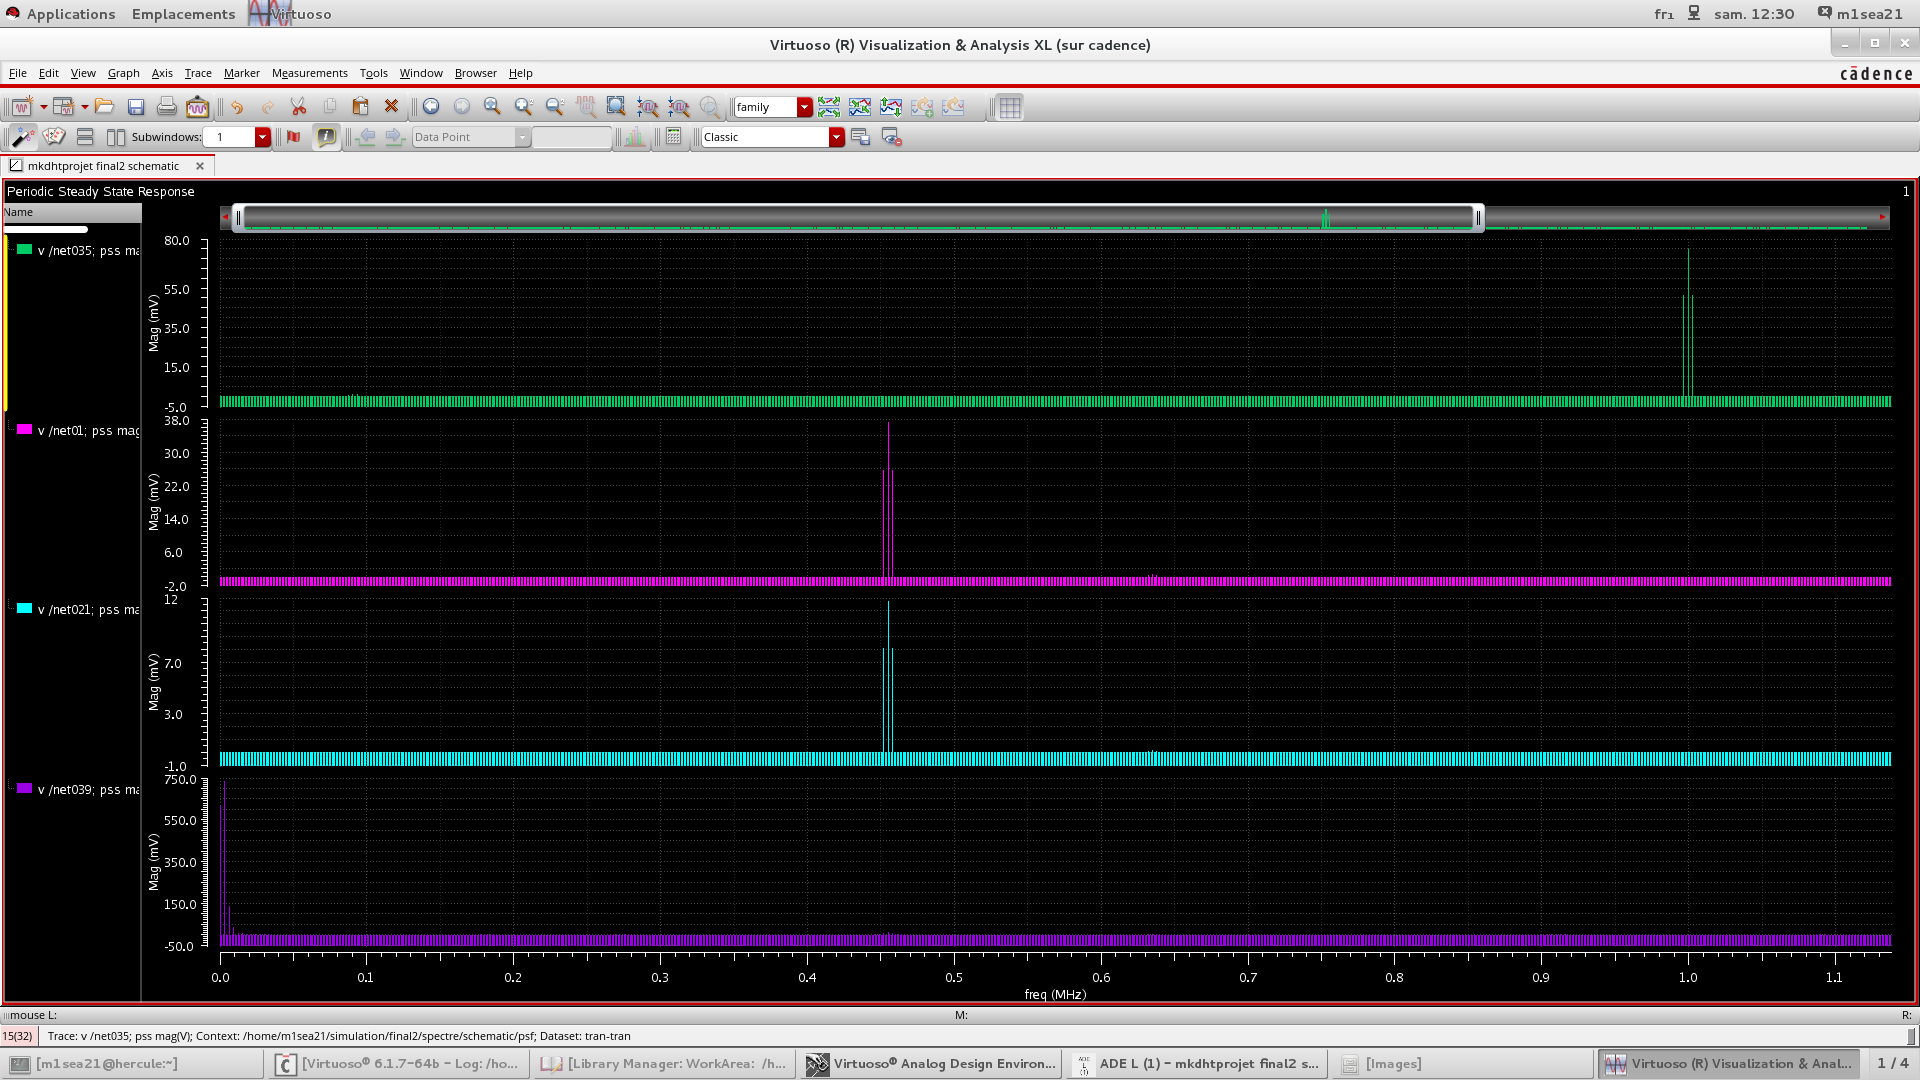 Applications Emplacements Virtuoso fr₁ sam. 12:30 m1sea21
Virtuoso (R) Visualization & Analysis XL (sur cadence)
File Edit View Graph Axis Trace Marker Measurements Tools Window Browser Help cādence
family
Subwindows: 1 Data Point Classic
mkdhtprojet final2 schematic
Periodic Steady State Response 1
Name
v /net035; pss ma
80.0
55.0
35.0
15.0
-5.0
Mag (mV)
v /net01; pss mag
38.0
30.0
22.0
14.0
6.0
-2.0
Mag (mV)
v /net021; pss ma
12
7.0
3.0
-1.0
Mag (mV)
v /net039; pss ma
750.0
550.0
350.0
150.0
-50.0
Mag (mV)
0.0 0.1 0.2 0.3 0.4 0.5 0.6 0.7 0.8 0.9 1.0 1.1
freq (MHz)
mouse L: M: R:
15(32) Trace: v /net035; pss mag(V); Context: /home/m1sea21/simulation/final2/spectre/schematic/psf; Dataset: tran-tran
[m1sea21@hercule:~] [Virtuoso® 6.1.7-64b - Log: /ho... [Library Manager: WorkArea: /h... Virtuoso® Analog Design Environ... ADE L (1) - mkdhtprojet final2 s... [Images] Virtuoso (R) Visualization & Anal... 1 / 4